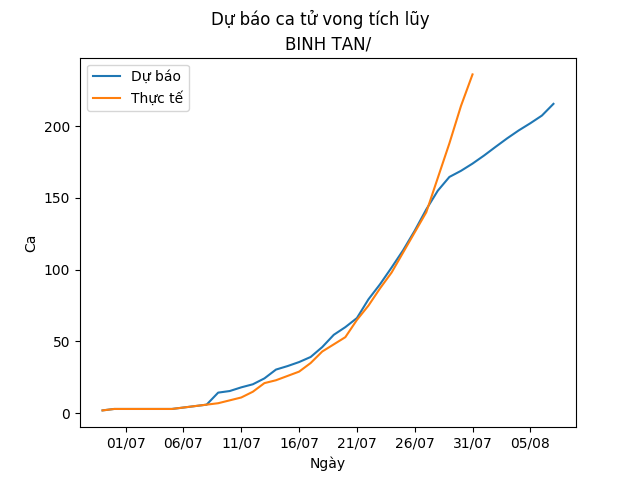 Dự báo ca tử vong tích lũy
BINH TAN/
Dự báo
Thực tế
200
150
100
50
0
Ca
01/07 06/07 11/07 16/07 21/07 26/07 31/07 05/08
Ngày